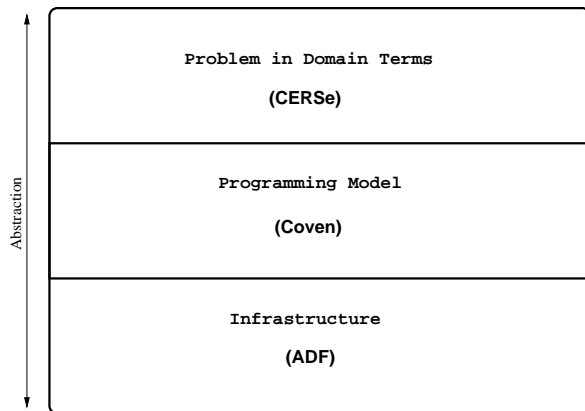 Abstraction
Problem in Domain Terms
(CERSe)
Programming Model
(Coven)
Infrastructure
(ADF)